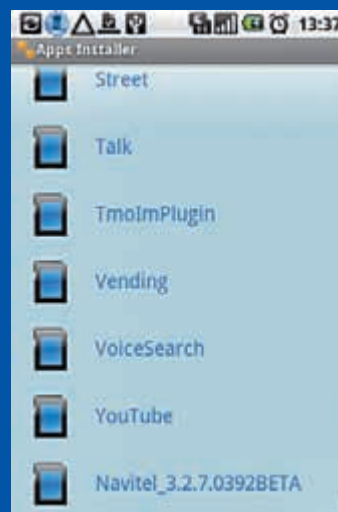 13:37
Apps Installer
Street
Talk
TmoImPlugin
Vending
VoiceSearch
YouTube
Navitel_3.2.7.0392BETA